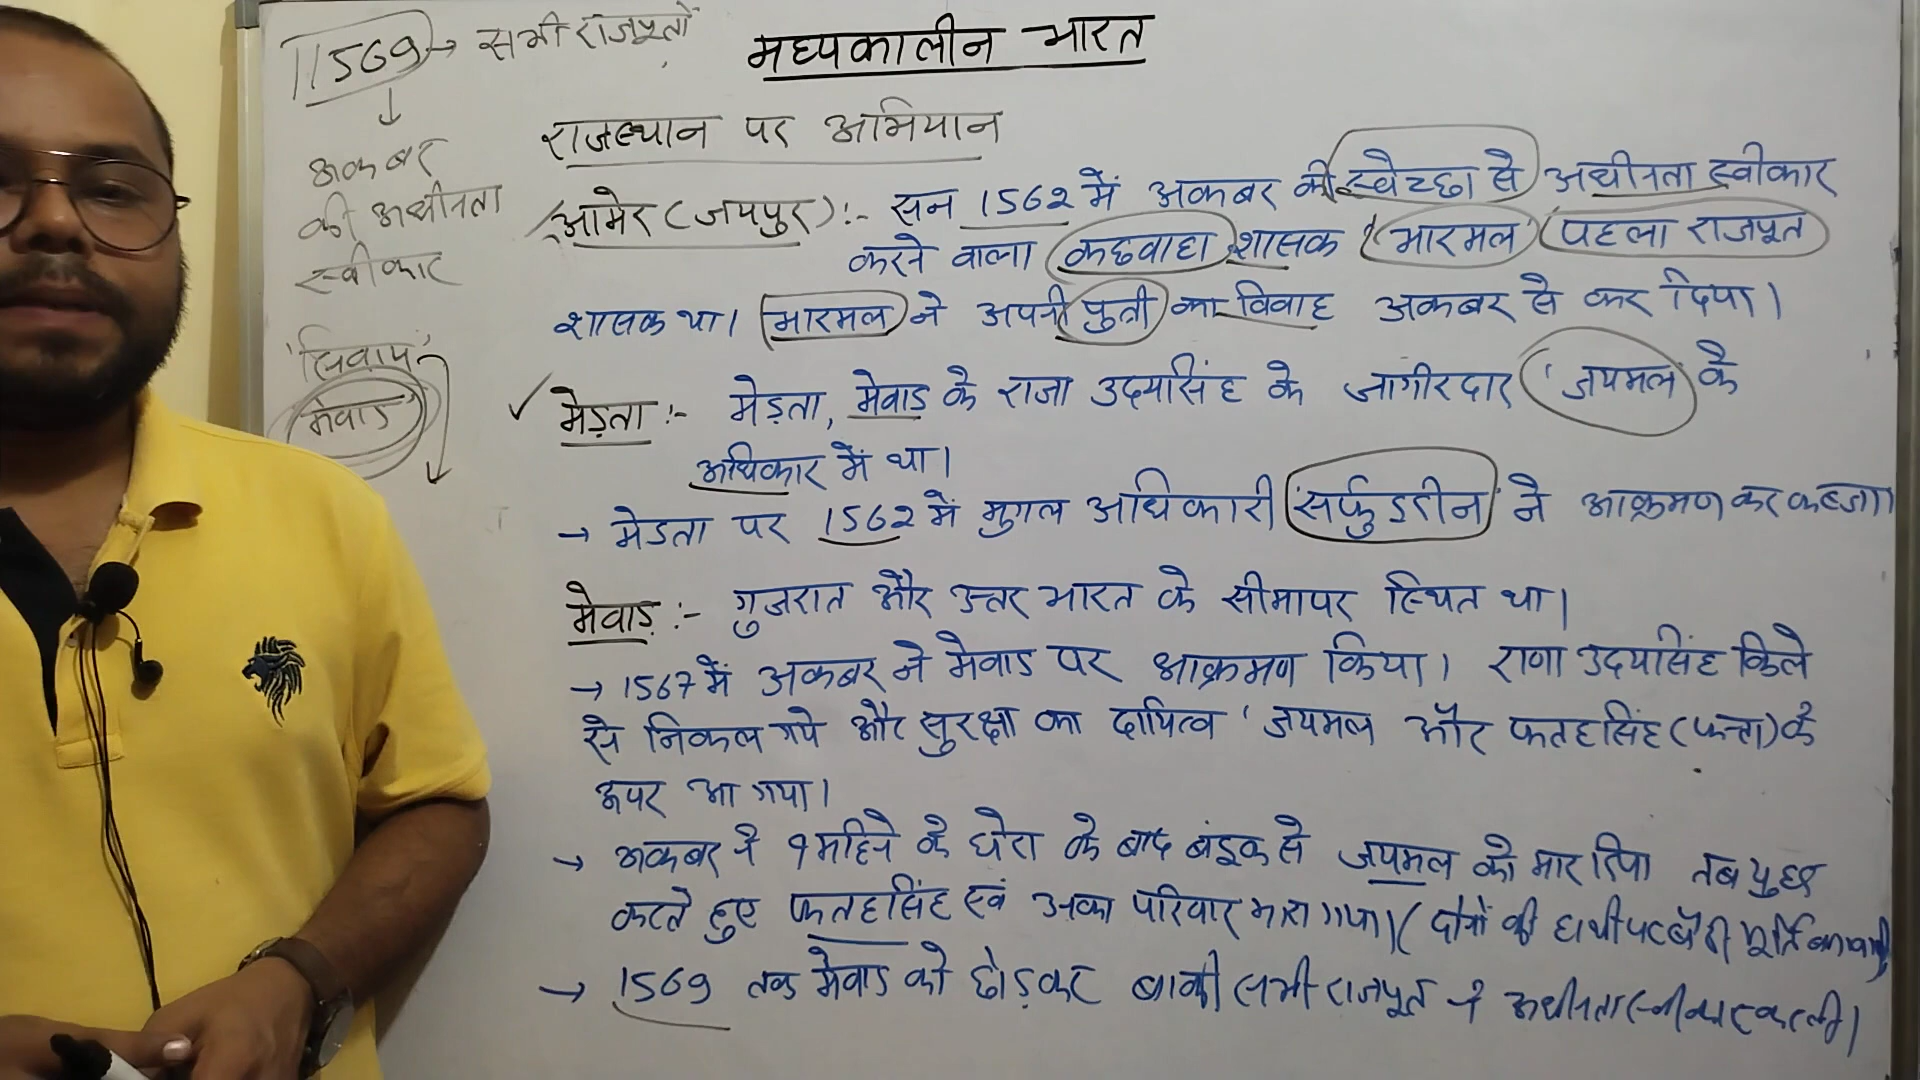 1569 → सभी राजपूतों
↓
अकबर
की अधीनता
स्वीकार
'सिवाय'
मेवाड़
मध्यकालीन भारत
राजस्थान पर अभियान
आमेर (जयपुर) :- सन 1562 में अकबर की स्वेच्छा से अधीनता स्वीकार
करने वाला कछवाहा शासक 'भारमल' पहला राजपूत
शासक था। भारमल ने अपनी पुत्री का विवाह अकबर से कर दिया।
✓ मेड़ता :- मेड़ता, मेवाड के राजा उदयसिंह के जागीरदार 'जयमल' के
अधिकार में था।
→ मेडता पर 1562 में मुगल अधिकारी 'सर्फुद्दीन' ने आक्रमण कर कब्जा।
मेवाड़ :- गुजरात और उत्तर भारत के सीमापर स्थित था।
→ 1567 में अकबर ने मेवाड पर आक्रमण किया। राणा उदयसिंह किले
से निकल गये और सुरक्षा का दायित्व 'जयमल और फतहसिंह (फत्ता) के
ऊपर आ गया।
→ अकबर ने महिने के घेरा के बाद बंदूक से जयमल को मार दिया तब युद्ध
करते हुए फतहसिंह एवं उनका परिवार मारा गया। (दोनों की हाथी पर बैठी मूर्ति
→ 1569 तक मेवाड को छोड़कर बाकी सभी राजपूत ने अधीनता स्वीकार कर ली।